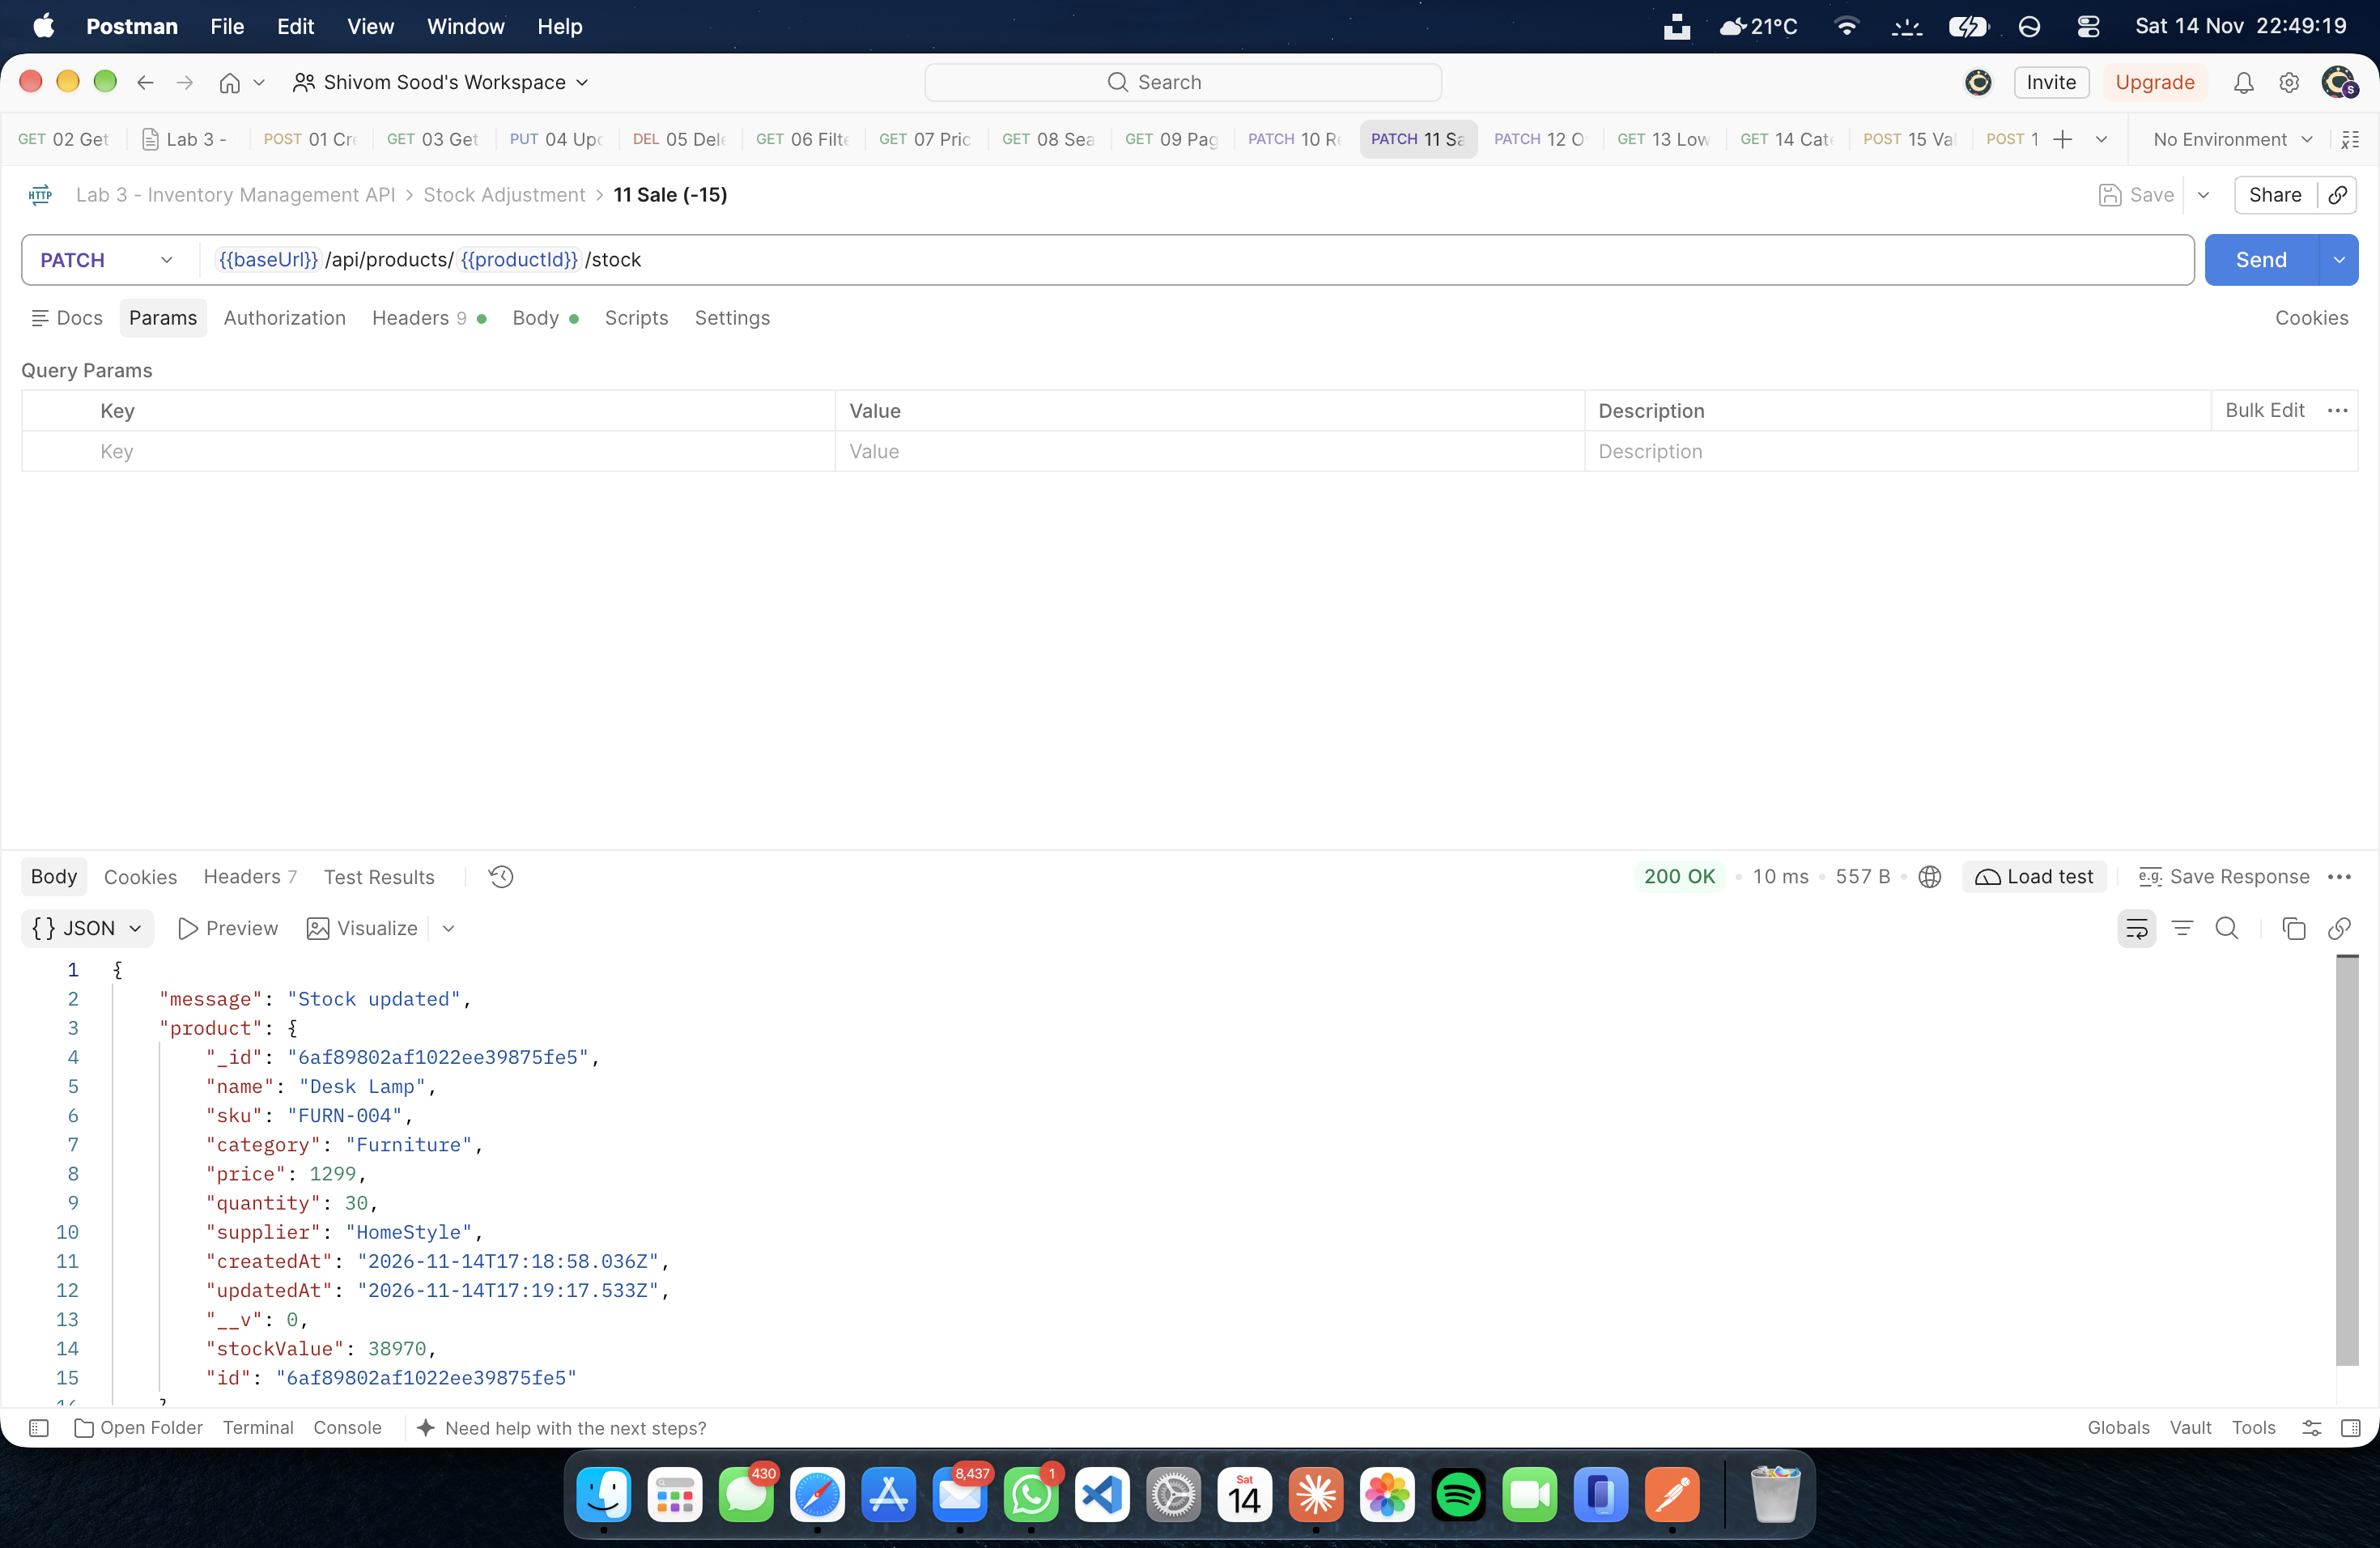 Postman File Edit View Window Help 21°C Sat 14 Nov 22:49:19
Shivom Sood's Workspace Search Invite Upgrade
GET 02 Get Lab 3 - POST 01 Cre GET 03 Get PUT 04 Upd DEL 05 Dele GET 06 Filte GET 07 Pric GET 08 Sea GET 09 Pag PATCH 10 Re PATCH 11 Sa PATCH 12 O GET 13 Low GET 14 Cate POST 15 Val POST 1 No Environment
HTTP Lab 3 - Inventory Management API > Stock Adjustment > 11 Sale (-15) Save Share
PATCH {{baseUrl}}/api/products/{{productId}}/stock Send
Docs Params Authorization Headers 9 Body Scripts Settings Cookies
Query Params
Key Value Description Bulk Edit
Key Value Description
Body Cookies Headers 7 Test Results 200 OK 10 ms 557 B Load test e.g. Save Response
{} JSON Preview Visualize
1 {
2 "message": "Stock updated",
3 "product": {
4 "_id": "6af89802af1022ee39875fe5",
5 "name": "Desk Lamp",
6 "sku": "FURN-004",
7 "category": "Furniture",
8 "price": 1299,
9 "quantity": 30,
10 "supplier": "HomeStyle",
11 "createdAt": "2026-11-14T17:18:58.036Z",
12 "updatedAt": "2026-11-14T17:19:17.533Z",
13 "__v": 0,
14 "stockValue": 38970,
15 "id": "6af89802af1022ee39875fe5"
Open Folder Terminal Console Need help with the next steps? Globals Vault Tools
430 8,437 1 Sat 14